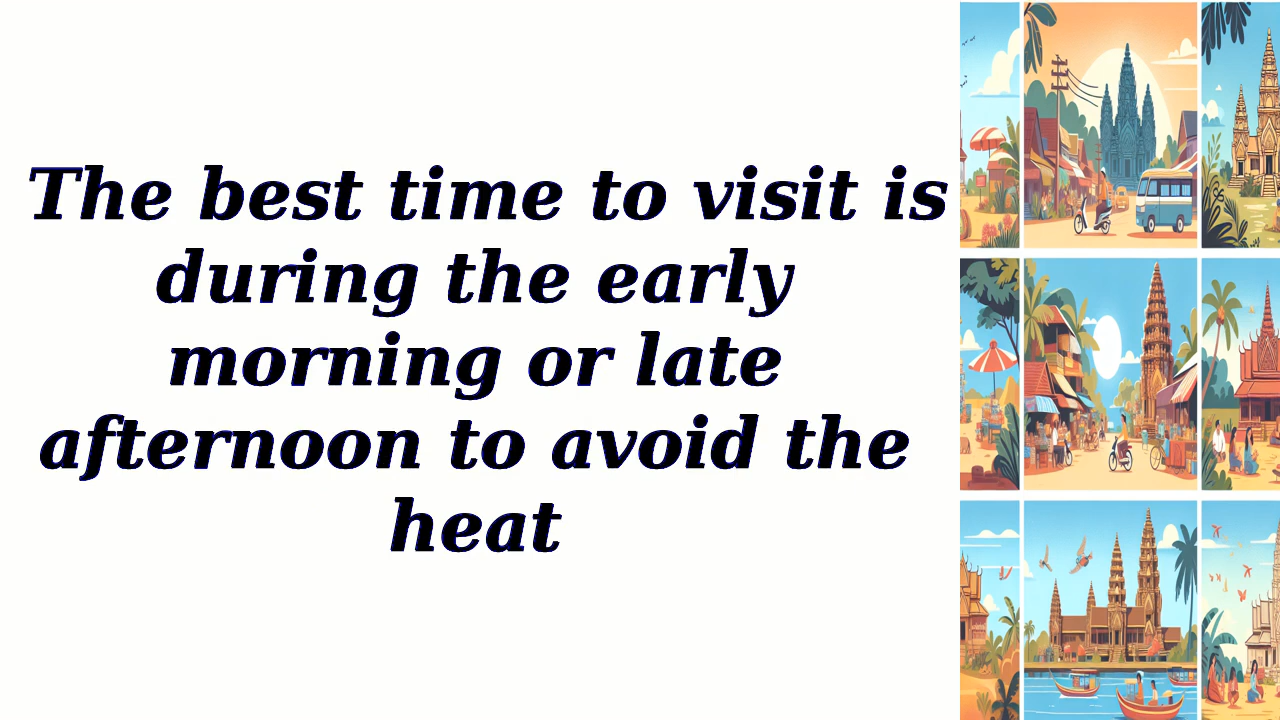 The best time to visit is
during the early
morning or late
afternoon to avoid the
heat